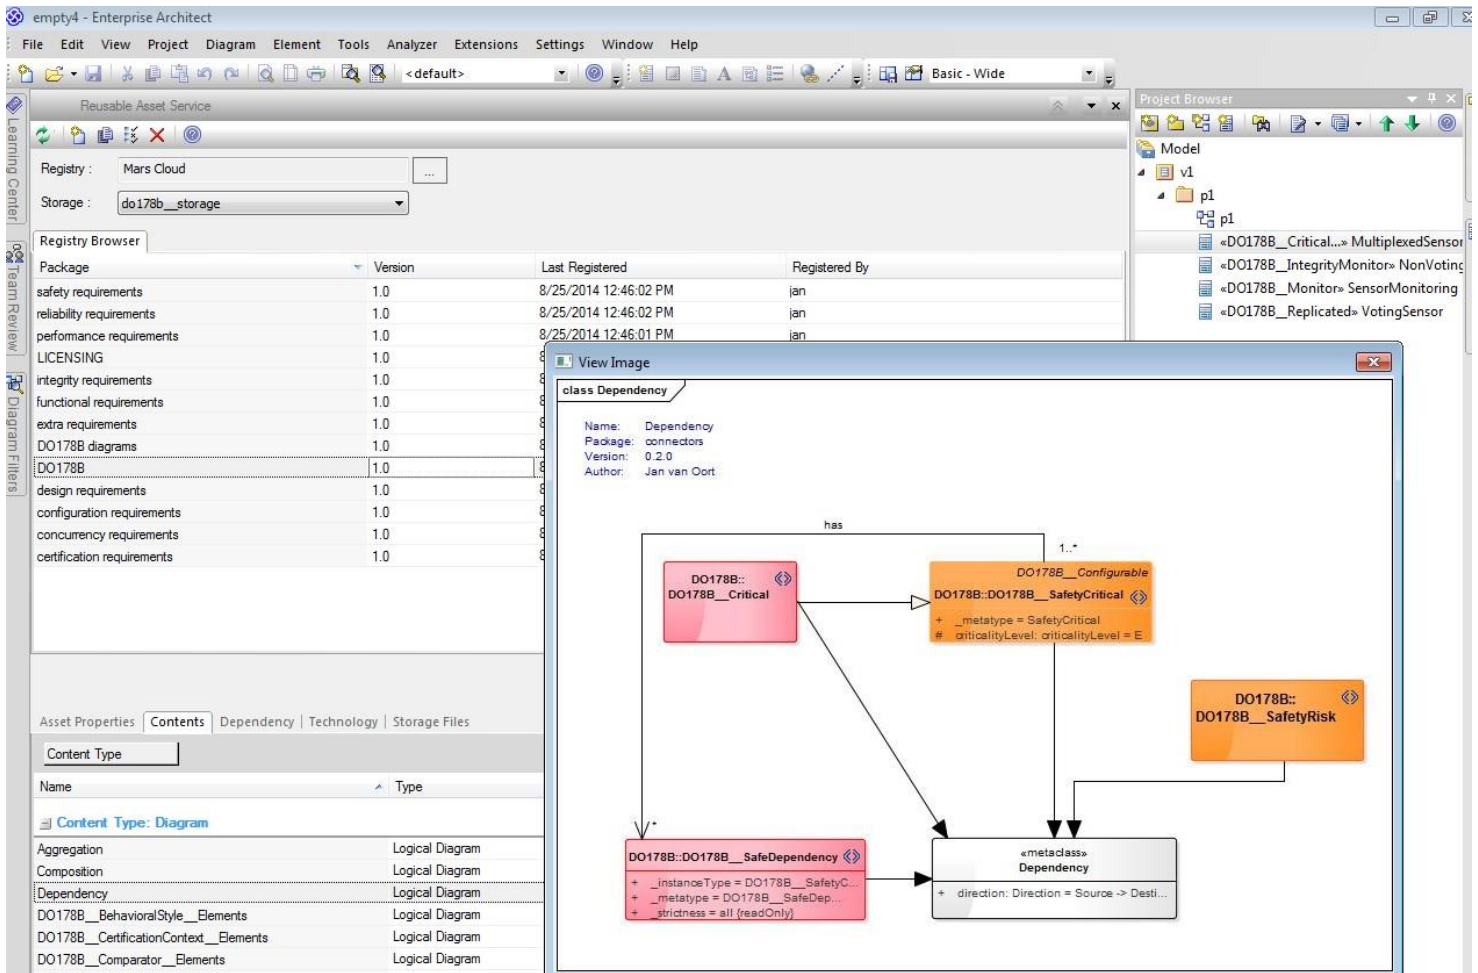 empty4 - Enterprise Architect
File Edit View Project Diagram Element Tools Analyzer Extensions Settings Window Help
<default>
Basic - Wide
Learning Center
Team Review
Diagram Filters
Reusable Asset Service
Registry : Mars Cloud ...
Storage : do178b__storage
Registry Browser
Package Version Last Registered Registered By
safety requirements 1.0 8/25/2014 12:46:02 PM jan
reliability requirements 1.0 8/25/2014 12:46:02 PM jan
performance requirements 1.0 8/25/2014 12:46:01 PM jan
LICENSING 1.0 8
integrity requirements 1.0 8
functional requirements 1.0 8
extra requirements 1.0 8
DO178B diagrams 1.0 8
DO178B 1.0 8
design requirements 1.0 8
configuration requirements 1.0 8
concurrency requirements 1.0 8
certification requirements 1.0 8
Asset Properties Contents Dependency Technology Storage Files
Content Type
Name Type
Content Type: Diagram
Aggregation Logical Diagram
Composition Logical Diagram
Dependency Logical Diagram
DO178B__BehavioralStyle__Elements Logical Diagram
DO178B__CertificationContext__Elements Logical Diagram
DO178B__Comparator__Elements Logical Diagram
Project Browser
Model
v1
p1
p1
«DO178B__Critical...» MultiplexedSensor
«DO178B__IntegrityMonitor» NonVoting
«DO178B__Monitor» SensorMonitoring
«DO178B__Replicated» VotingSensor
View Image
class Dependency
Name: Dependency
Package: connectors
Version: 0.2.0
Author: Jan van Oort
has
1..*
DO178B::
DO178B__Critical
DO178B__Configurable
DO178B::DO178B__SafetyCritical
+ _metatype = SafetyCritical
# criticalityLevel: criticalityLevel = E
DO178B::
DO178B__SafetyRisk
*
DO178B::DO178B__SafeDependency
+ _instanceType = DO178B__SafetyC...
+ _metatype = DO178B__SafeDep...
+ _strictness = all {readOnly}
«metaclass»
Dependency
+ direction: Direction = Source -> Desti...